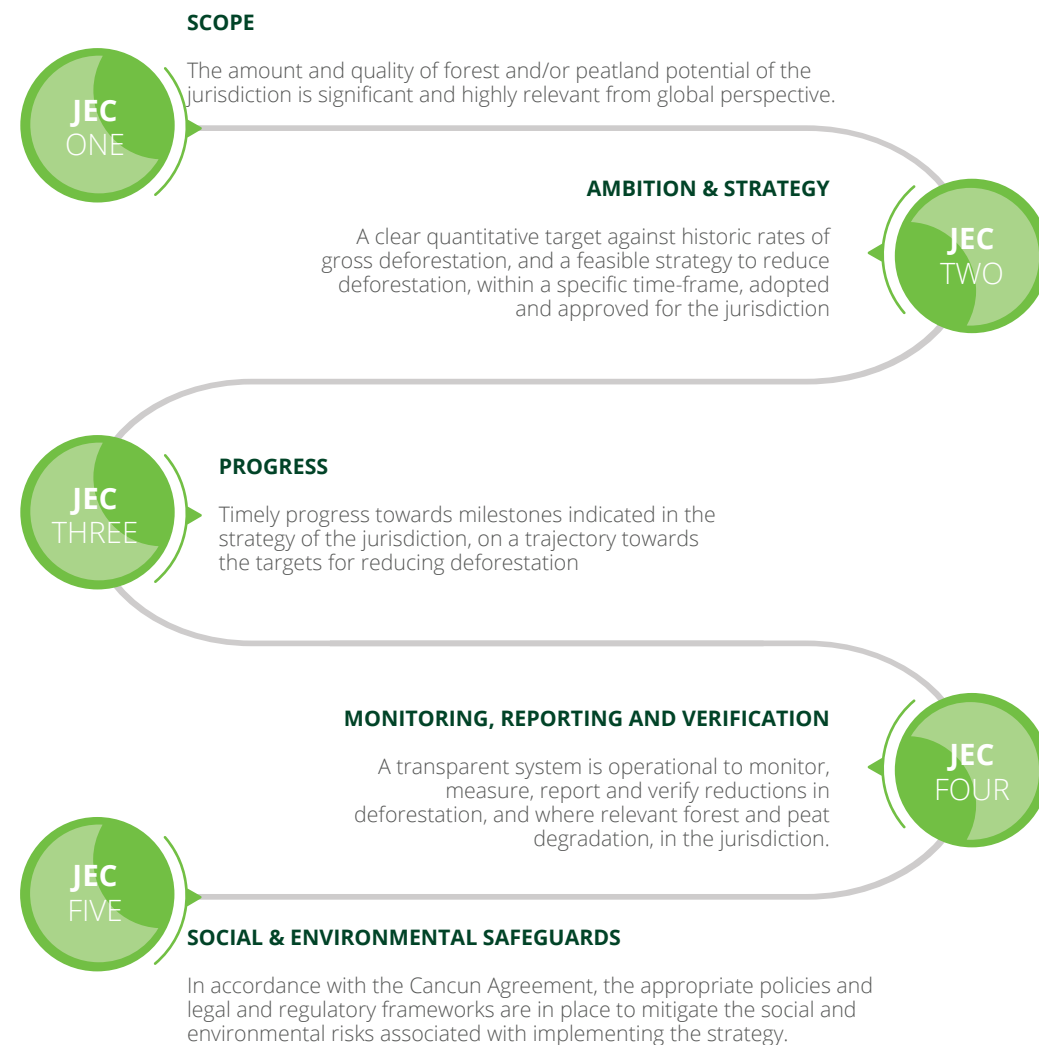 SCOPE
The amount and quality of forest and/or peatland potential of the
jurisdiction is significant and highly relevant from global perspective.
JEC
ONE
AMBITION & STRATEGY
A clear quantitative target against historic rates of
gross deforestation, and a feasible strategy to reduce
deforestation, within a specific time-frame, adopted
and approved for the jurisdiction
JEC
TWO
PROGRESS
Timely progress towards milestones indicated in the
strategy of the jurisdiction, on a trajectory towards
the targets for reducing deforestation
JEC
THREE
MONITORING, REPORTING AND VERIFICATION
A transparent system is operational to monitor,
measure, report and verify reductions in
deforestation, and where relevant forest and peat
degradation, in the jurisdiction.
JEC
FOUR
JEC
FIVE
SOCIAL & ENVIRONMENTAL SAFEGUARDS
In accordance with the Cancun Agreement, the appropriate policies and
legal and regulatory frameworks are in place to mitigate the social and
environmental risks associated with implementing the strategy.